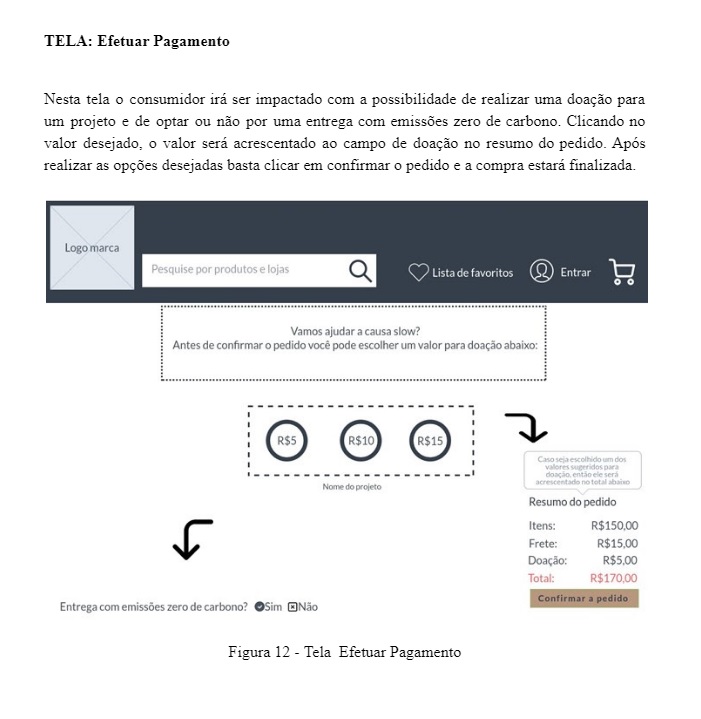 TELA: Efetuar Pagamento
Nesta tela o consumidor irá ser impactado com a possibilidade de realizar uma doação para
um projeto e de optar ou não por uma entrega com emissões zero de carbono. Clicando no
valor desejado, o valor será acrescentado ao campo de doação no resumo do pedido. Após
realizar as opções desejadas basta clicar em confirmar o pedido e a compra estará finalizada.
Logo marca
Pesquise por produtos e lojas
Lista de favoritos
Entrar
Vamos ajudar a causa slow?
Antes de confirmar o pedido você pode escolher um valor para doação abaixo:
R$5 R$10 R$15
Nome do projeto
Caso seja escolhido um dos
valores sugeridos para
doação, então ele será
acrescentado no total abaixo
Resumo do pedido
Itens: R$150,00
Frete: R$15,00
Doação: R$5,00
Total: R$170,00
Confirmar a pedido
Entrega com emissões zero de carbono? Sim Não
Figura 12 - Tela Efetuar Pagamento